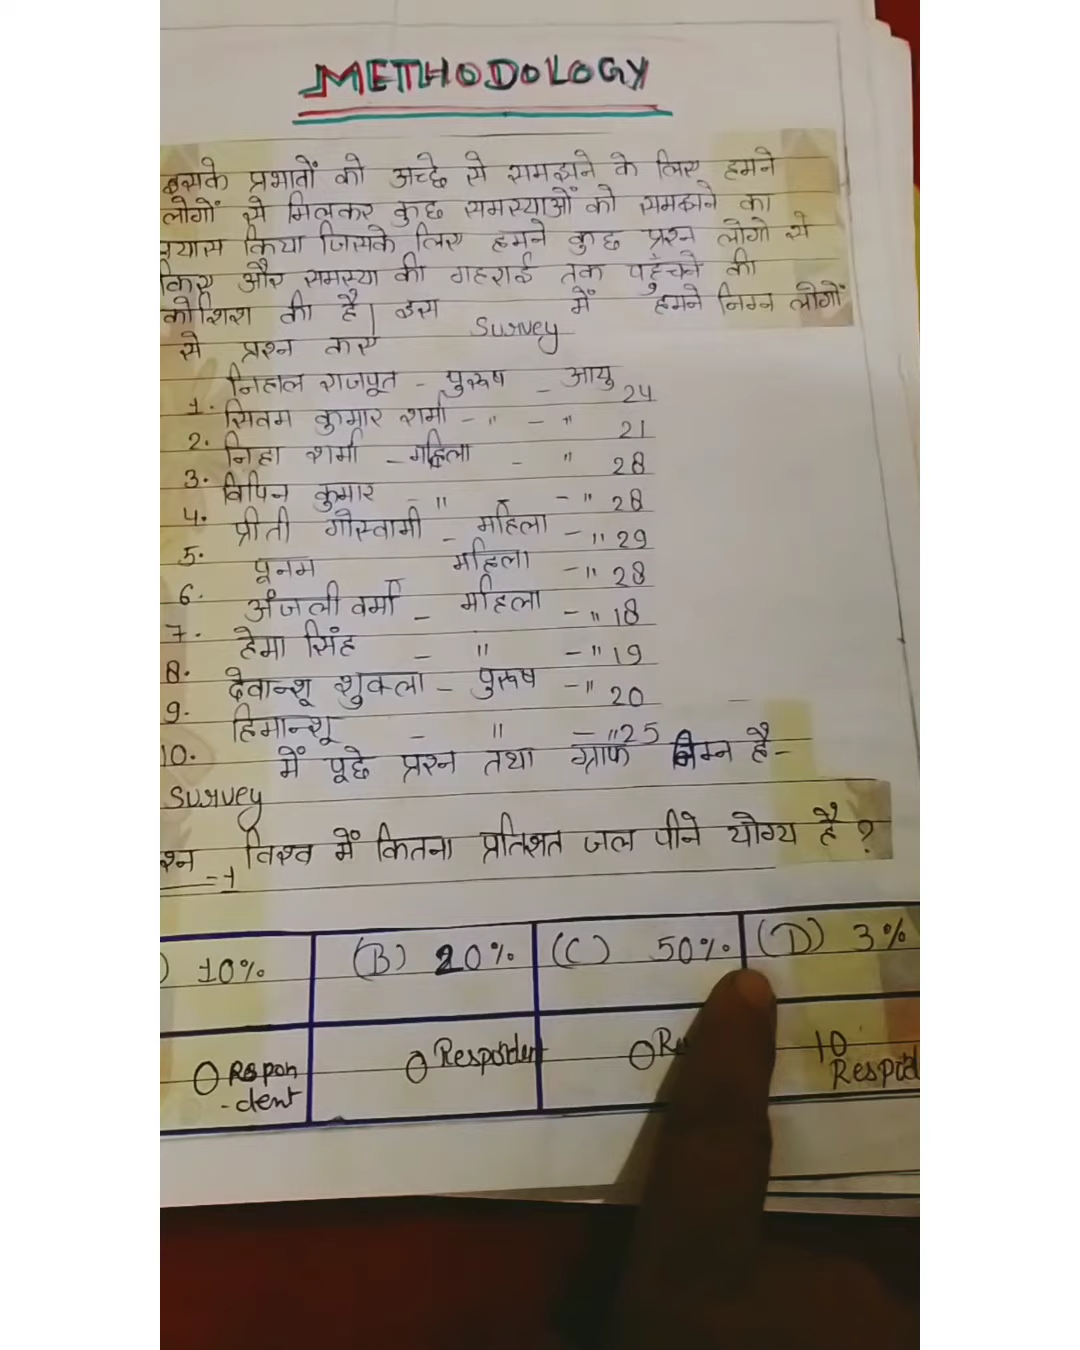 METHODOLOGY
इसके प्रभावों को अच्छे से समझने के लिए हमने
लोगों से मिलकर कुछ समस्याओं को समझने का
प्रयास किया जिसके लिए हमने कुछ प्रश्न लोगो से
किए और समस्या की गहराई तक पहुँचने की
कोशिश की है। इस Survey में हमने निम्न लोगों
से प्रश्न करे
1. निहाल राजपूत - पुरुष - आयु 24
2. सिवम कुमार शर्मा - " - " 21
3. निहा शर्मा - महिला - " 28
4. विपिन कुमार - " - " 28
5. प्रीती गोस्वामी - महिला - " 29
6. पूनम - महिला - " 28
7. अंजली वर्मा - महिला - " 18
8. हेमा सिंह - " - " 19
9. देवान्शू शुक्ला - पुरुष - " 20
10. हिमान्शू - " - " 25
Survey में पूछे प्रश्न तथा ग्राफ निम्न है -
श्न -1 विश्व में कितना प्रतिशत जल पीने योग्य है ?
) 10% (B) 20% (C) 50% (D) 3%
0 Respon 0 Respondent 0 Re 10
-dent Respod